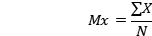 Mx = ∑X / N